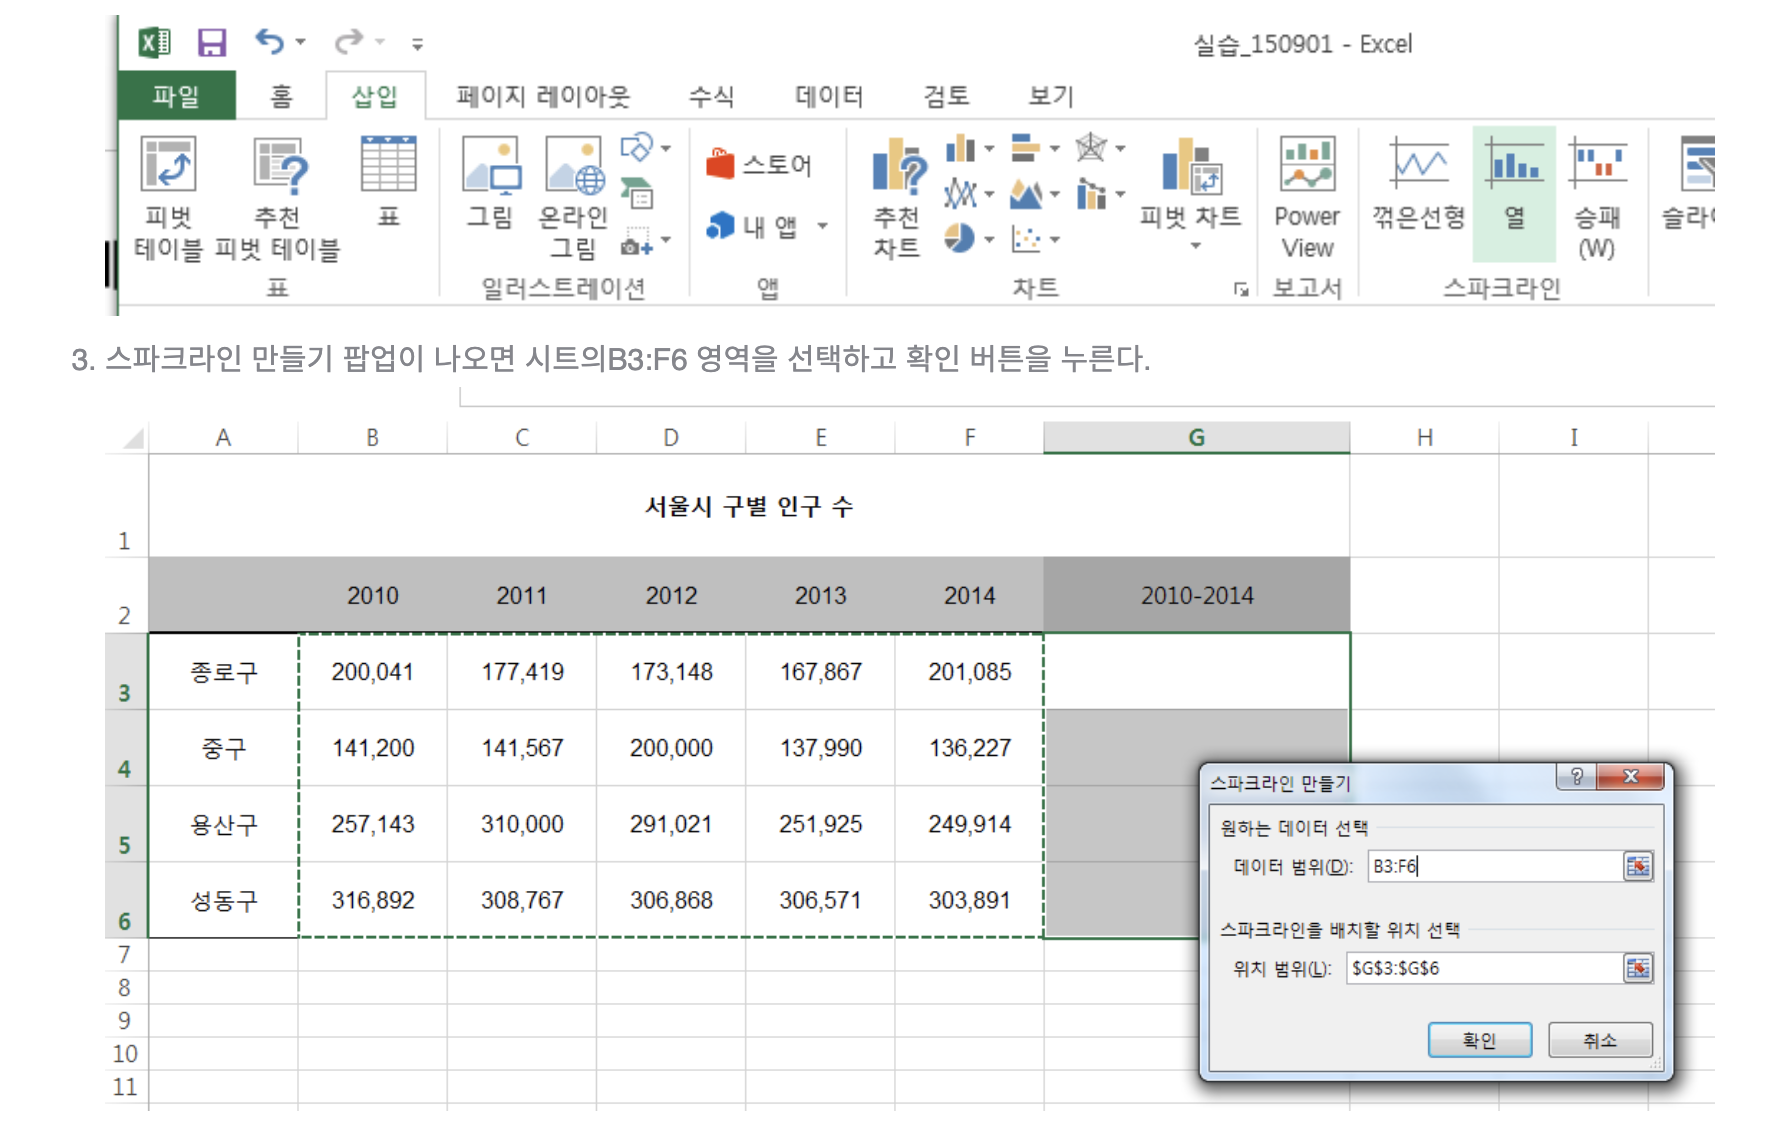 실습_150901 - Excel
파일 홈 삽입 페이지 레이아웃 수식 데이터 검토 보기
피벗 테이블
추천 피벗 테이블
표
그림
온라인 그림
스토어
내 앱
추천 차트
피벗 차트
Power View
꺾은선형
열
승패 (W)
표 일러스트레이션 앱 차트 보고서 스파크라인
3. 스파크라인 만들기 팝업이 나오면 시트의B3:F6 영역을 선택하고 확인 버튼을 누른다.
A B C D E F G H I
1 서울시 구별 인구 수
2 2010 2011 2012 2013 2014 2010-2014
3 종로구 200,041 177,419 173,148 167,867 201,085
4 중구 141,200 141,567 200,000 137,990 136,227
5 용산구 257,143 310,000 291,021 251,925 249,914
6 성동구 316,892 308,767 306,868 306,571 303,891
7
8
9
10
11
스파크라인 만들기
원하는 데이터 선택
데이터 범위(D): B3:F6
스파크라인을 배치할 위치 선택
위치 범위(L): $G$3:$G$6
확인 취소